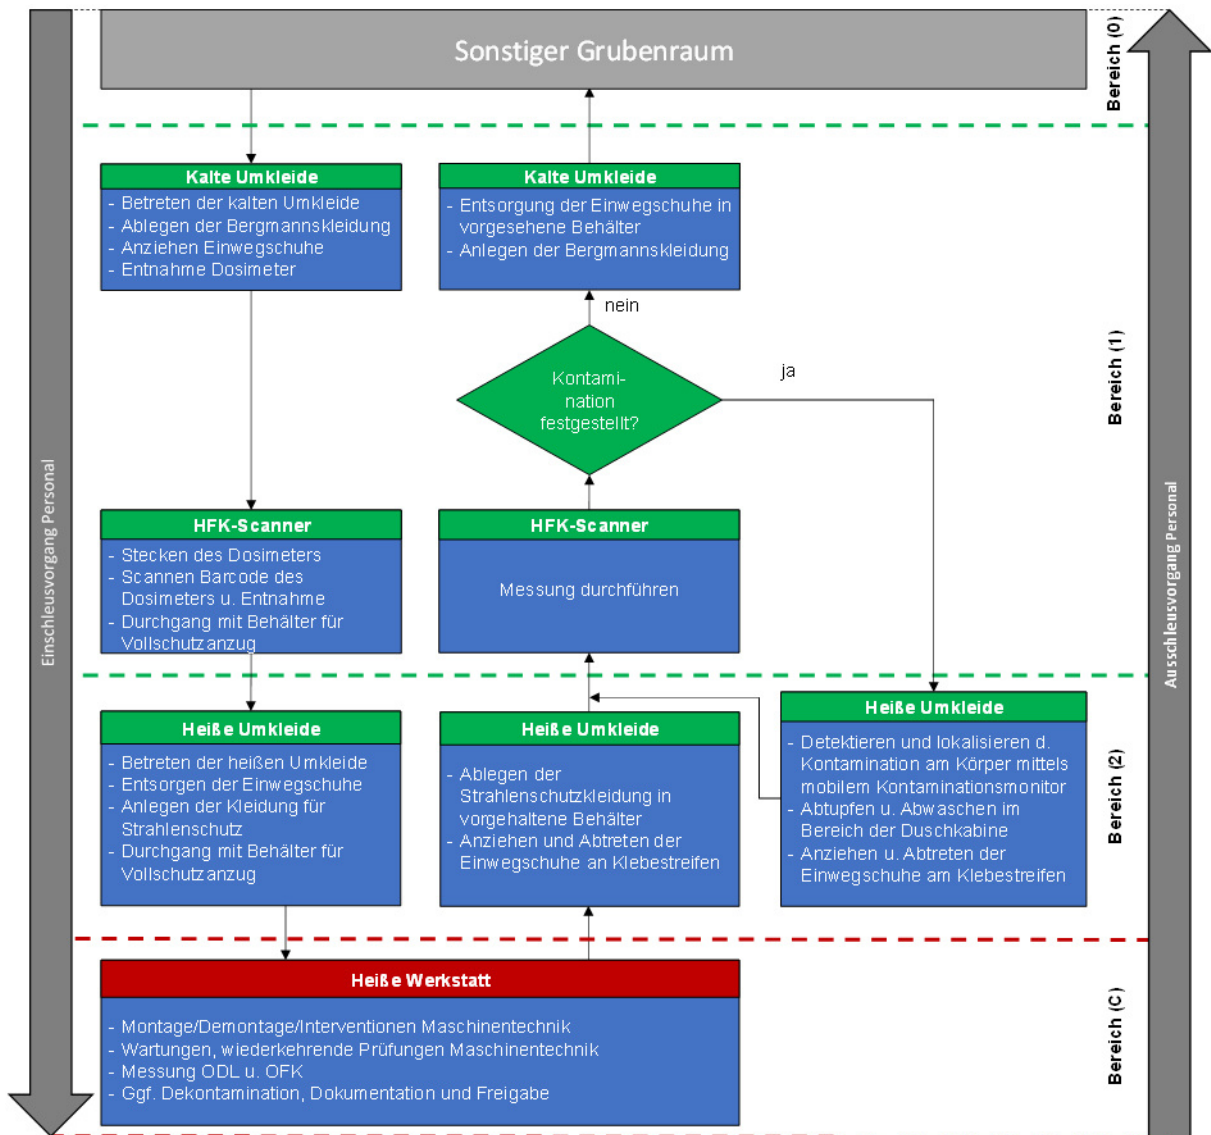 Sonstiger Grubenraum
Bereich (0)
Einschleusvorgang Personal
Ausschleusvorgang Personal
Kalte Umkleide
- Betreten der kalten Umkleide
- Ablegen der Bergmannskleidung
- Anziehen Einwegschuhe
- Entnahme Dosimeter
Kalte Umkleide
- Entsorgung der Einwegschuhe in
vorgesehene Behälter
- Anlegen der Bergmannskleidung
nein
Kontami-
nation
festgestellt?
ja
Bereich (1)
HFK-Scanner
- Stecken des Dosimeters
- Scannen Barcode des
Dosimeters u. Entnahme
- Durchgang mit Behälter für
Vollschutzanzug
HFK-Scanner
Messung durchführen
Heiße Umkleide
- Betreten der heißen Umkleide
- Entsorgen der Einwegschuhe
- Anlegen der Kleidung für
Strahlenschutz
- Durchgang mit Behälter für
Vollschutzanzug
Heiße Umkleide
- Ablegen der
Strahlenschutzkleidung in
vorgehaltene Behälter
- Anziehen und Abtreten der
Einwegschuhe an Klebestreifen
Heiße Umkleide
- Detektieren und lokalisieren d.
Kontamination am Körper mittels
mobilem Kontaminationsmonitor
- Abtupfen u. Abwaschen im
Bereich der Duschkabine
- Anziehen u. Abtreten der
Einwegschuhe am Klebestreifen
Bereich (2)
Heiße Werkstatt
- Montage/Demontage/Interventionen Maschinentechnik
- Wartungen, wiederkehrende Prüfungen Maschinentechnik
- Messung ODL u. OFK
- Ggf. Dekontamination, Dokumentation und Freigabe
Bereich (C)